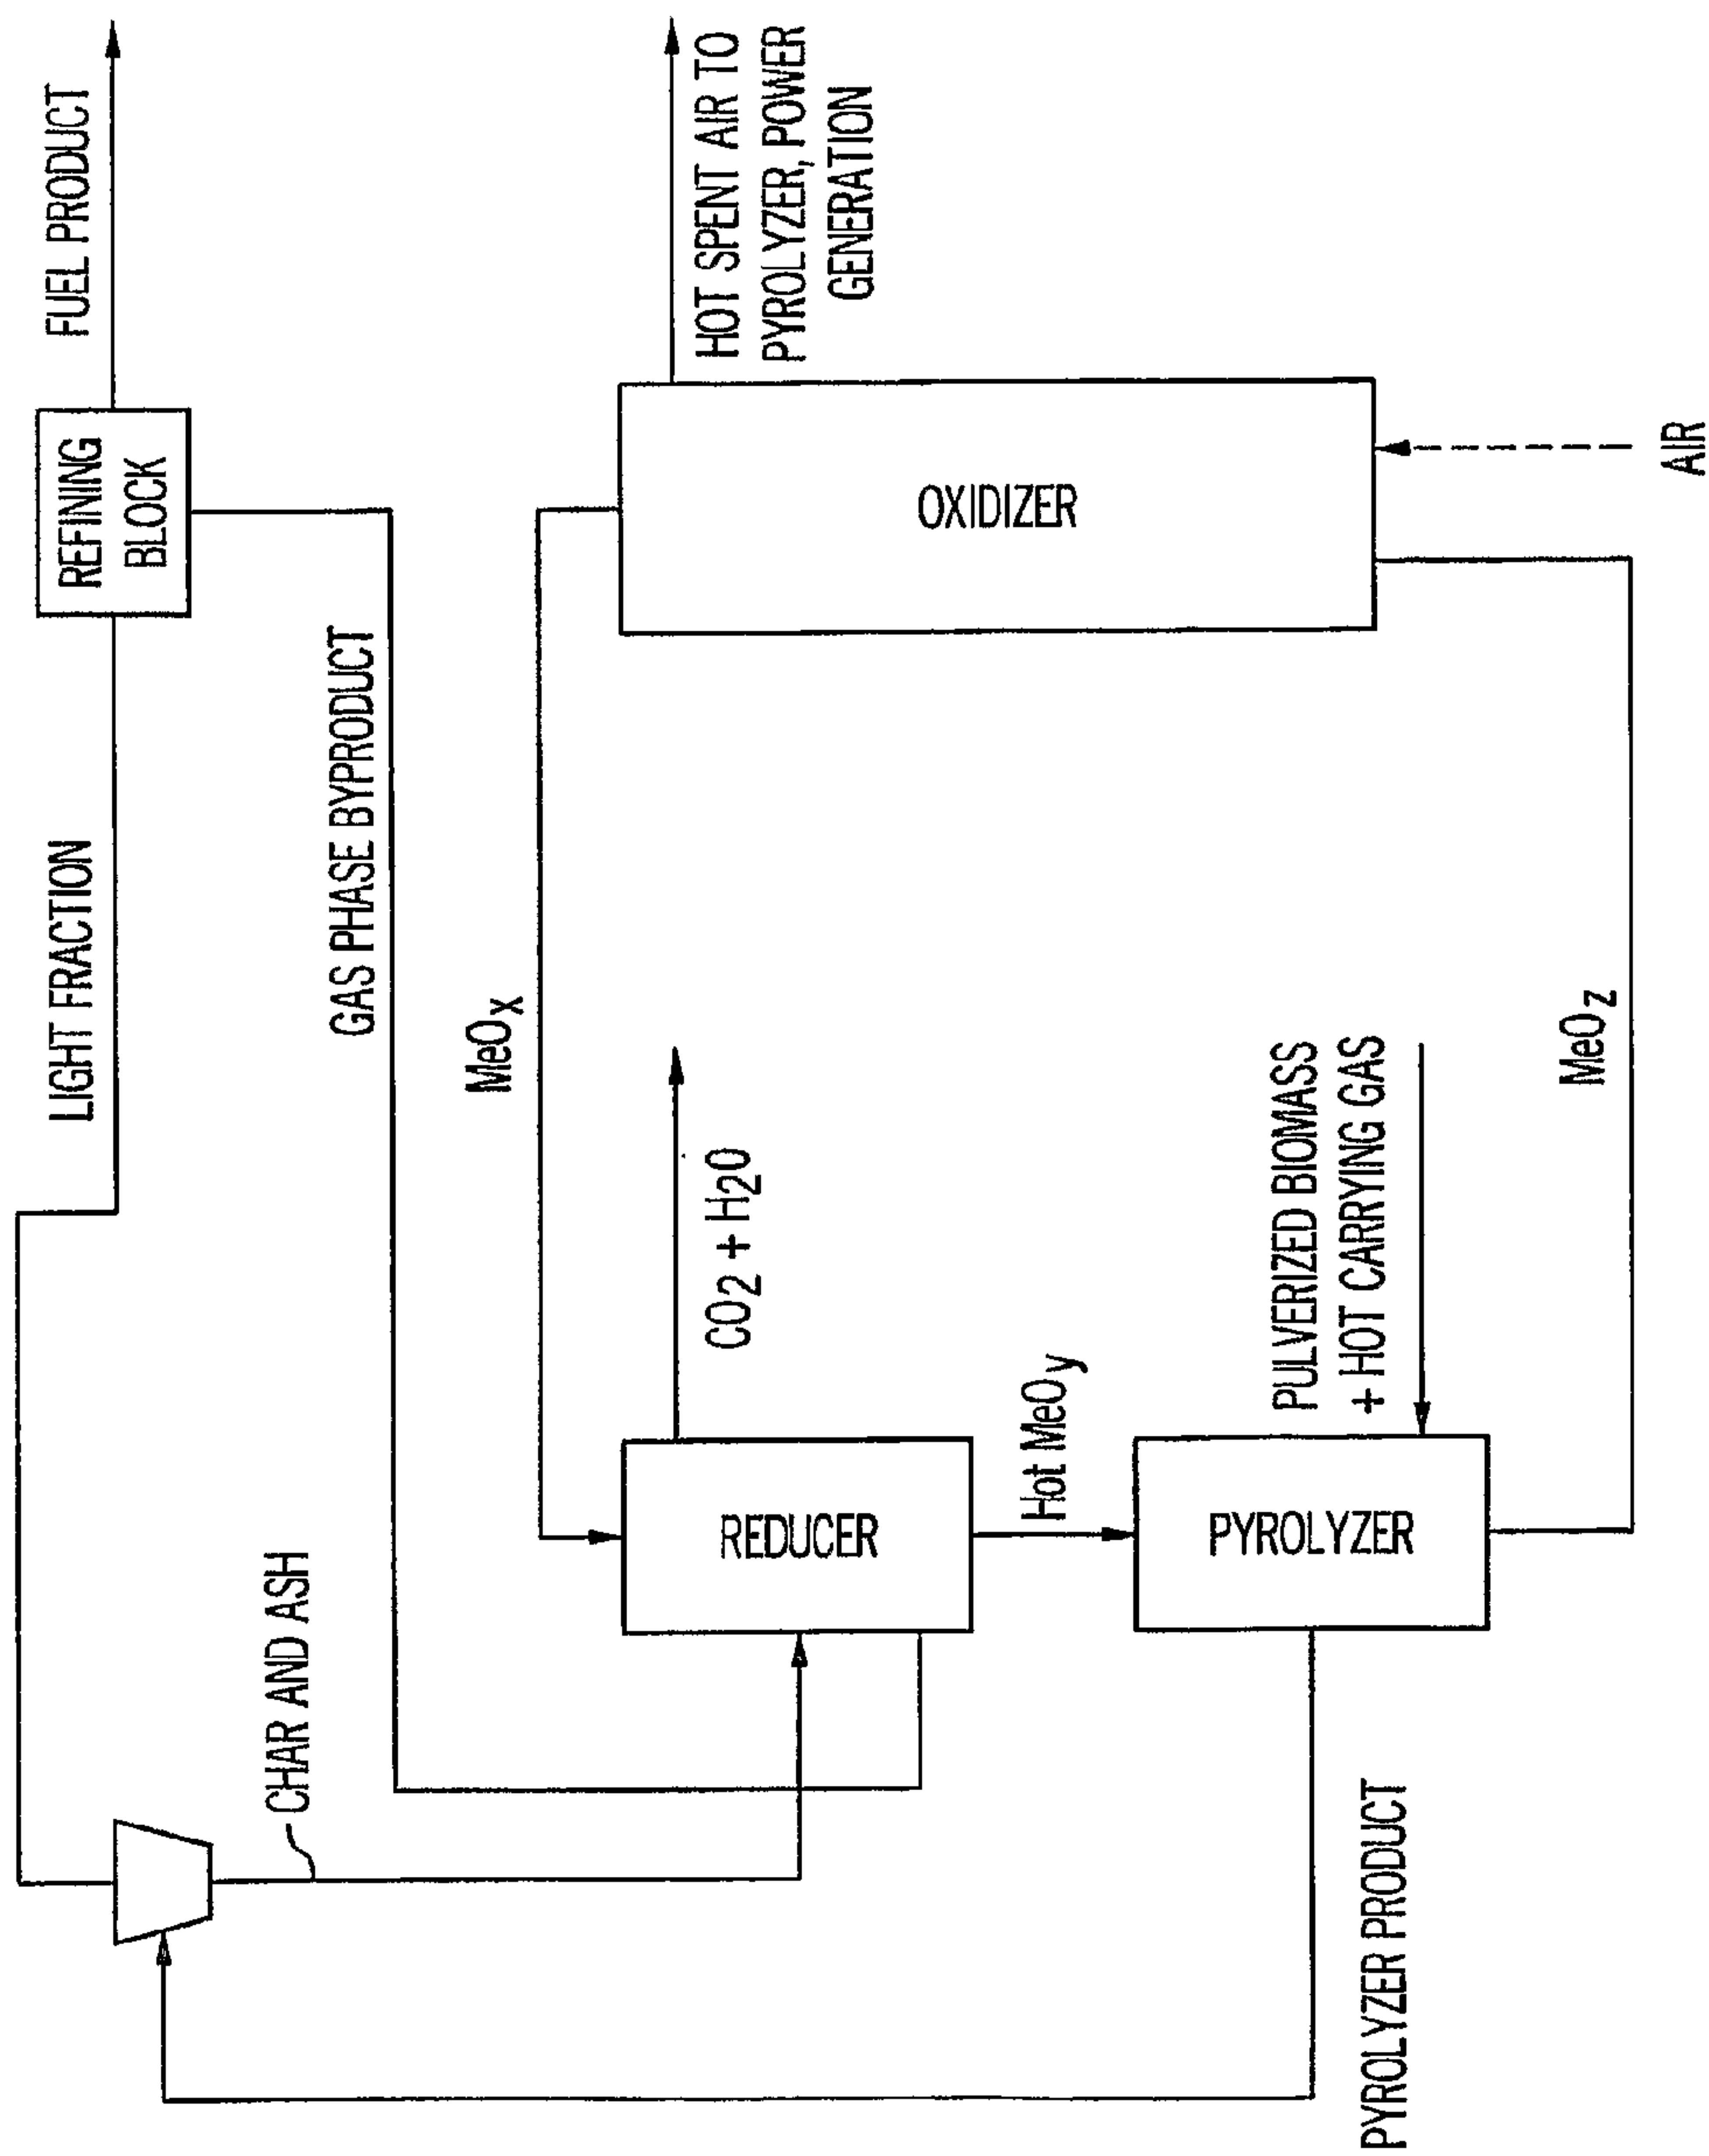 FUEL PRODUCT
REFINING
BLOCK
LIGHT FRACTION
GAS PHASE BYPRODUCT
CHAR AND ASH
HOT SPENT AIR TO
PYROLYZER, POWER
GENERATION
OXIDIZER
AIR
MeOx
CO2 + H2O
REDUCER
Hot MeOy
PYROLYZER
PULVERIZED BIOMASS
+ HOT CARRYING GAS
MeOz
PYROLYZER PRODUCT